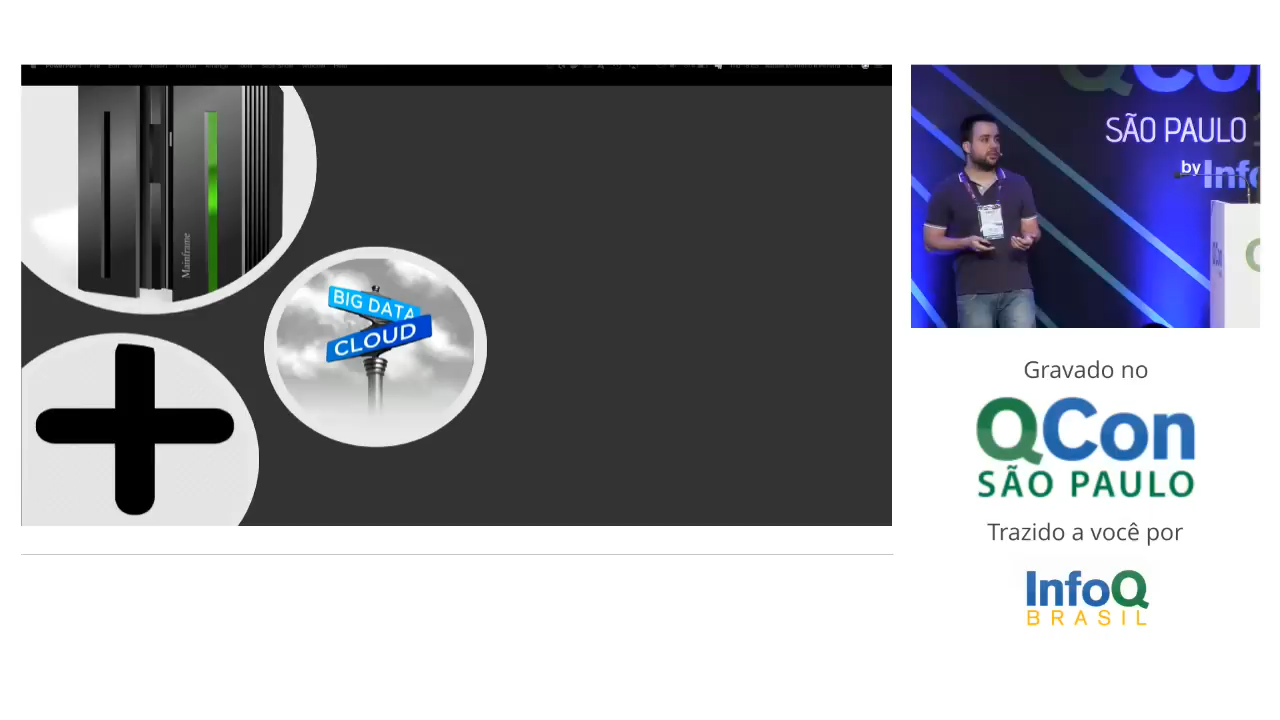 Mainframe
BIG DATA
CLOUD
SÃO PAULO
by
Gravado no
QCon
SÃO PAULO
Trazido a você por
InfoQ
BRASIL